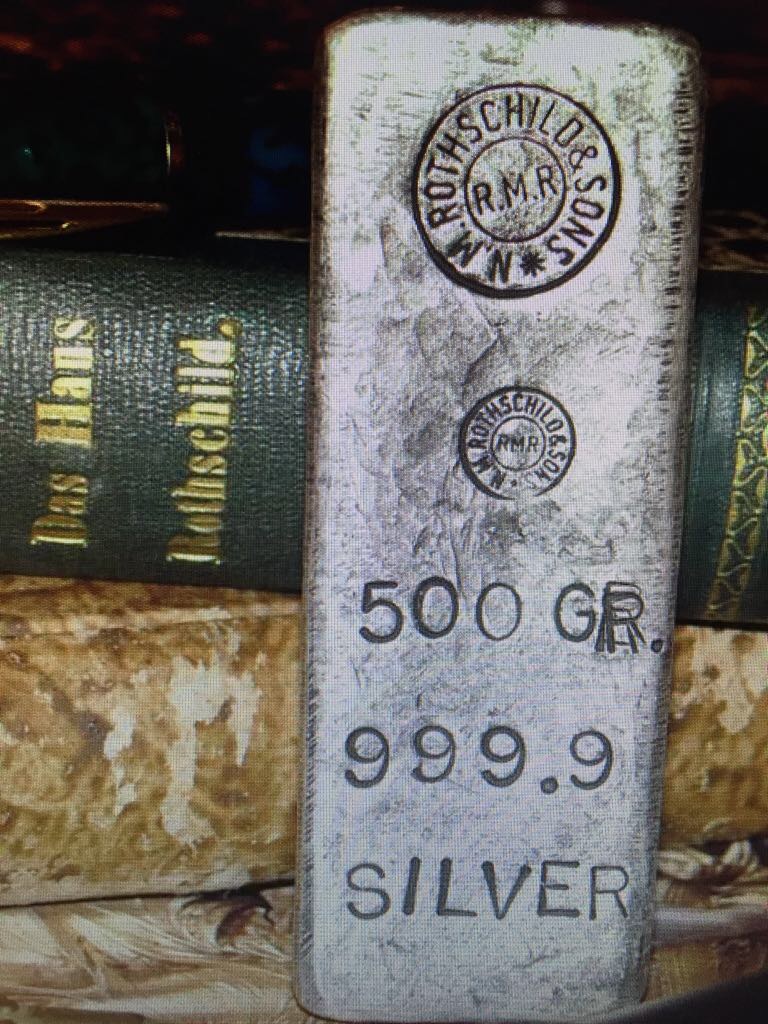 N.M. ROTHSCHILD & SONS *
R.M.R
N.M. ROTHSCHILD & SONS •
RMR
500 GR.
999.9
SILVER
Das Haus
Rothschild.